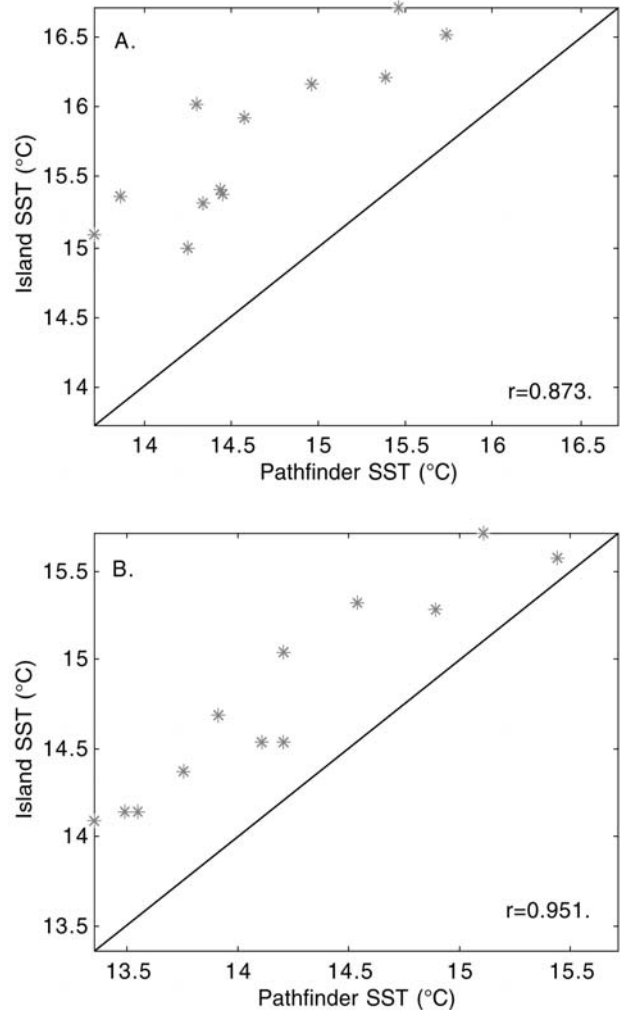 A.
16.5
16
15.5
15
14.5
14
Island SST (°C)
r=0.873.
14 14.5 15 15.5 16 16.5
Pathfinder SST (°C)
B.
15.5
15
14.5
14
13.5
Island SST (°C)
r=0.951.
13.5 14 14.5 15 15.5
Pathfinder SST (°C)